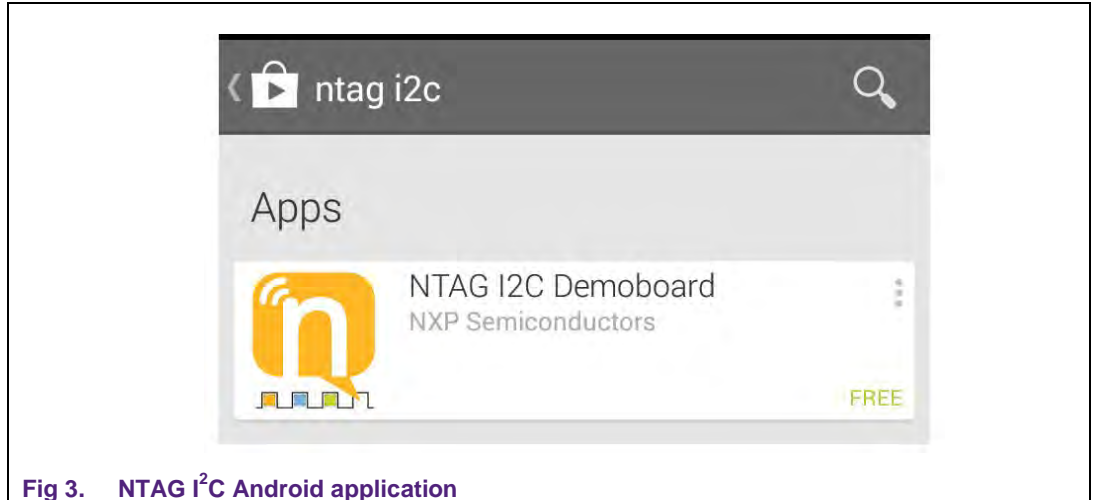 ntag i2c
Apps
NTAG I2C Demoboard
NXP Semiconductors
FREE
Fig 3. NTAG I²C Android application